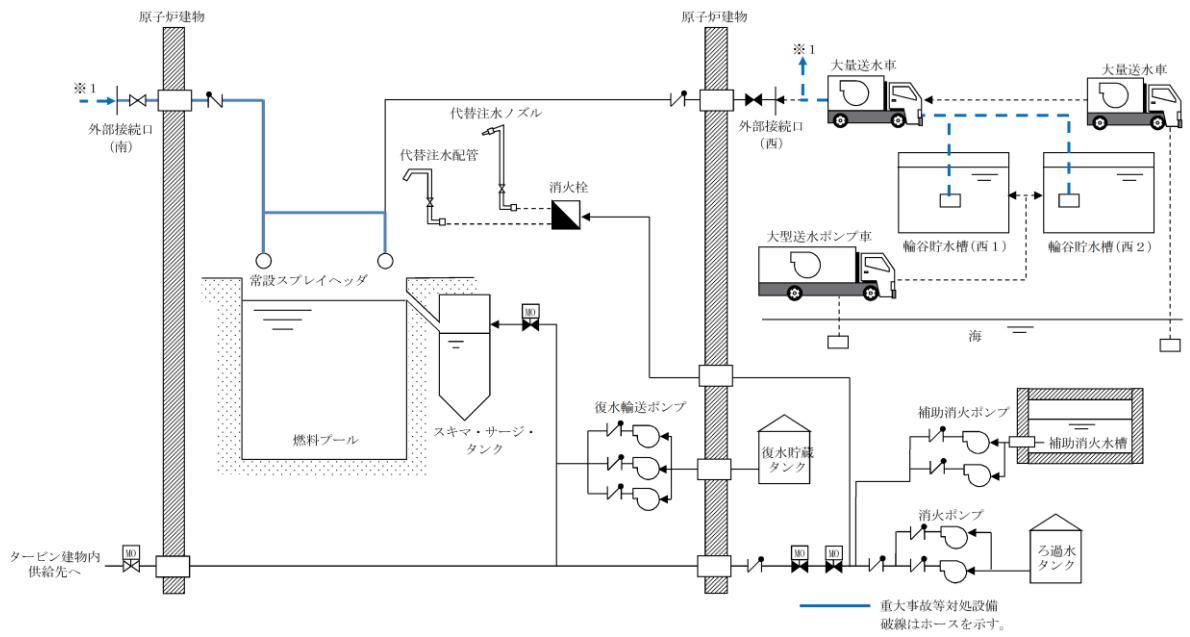 原子炉建物
原子炉建物
※1
外部接続口
(南)
代替注水ノズル
代替注水配管
消火栓
常設スプレイヘッダ
燃料プール
スキマ・サージ・
タンク
MO
※1
大量送水車
大量送水車
外部接続口
(西)
輪谷貯水槽(西1)
輪谷貯水槽(西2)
大型送水ポンプ車
海
復水輸送ポンプ
復水貯蔵
タンク
補助消火ポンプ
補助消火水槽
消火ポンプ
ろ過水
タンク
タービン建物内
供給先へ
MO
MO
MO
重大事故等対処設備
破線はホースを示す。